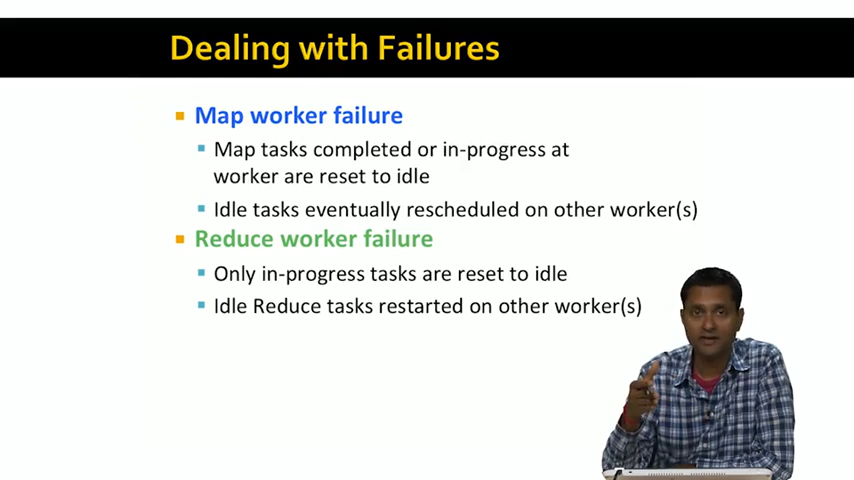 Dealing with Failures
Map worker failure
Map tasks completed or in-progress at
worker are reset to idle
Idle tasks eventually rescheduled on other worker(s)
Reduce worker failure
Only in-progress tasks are reset to idle
Idle Reduce tasks restarted on other worker(s)